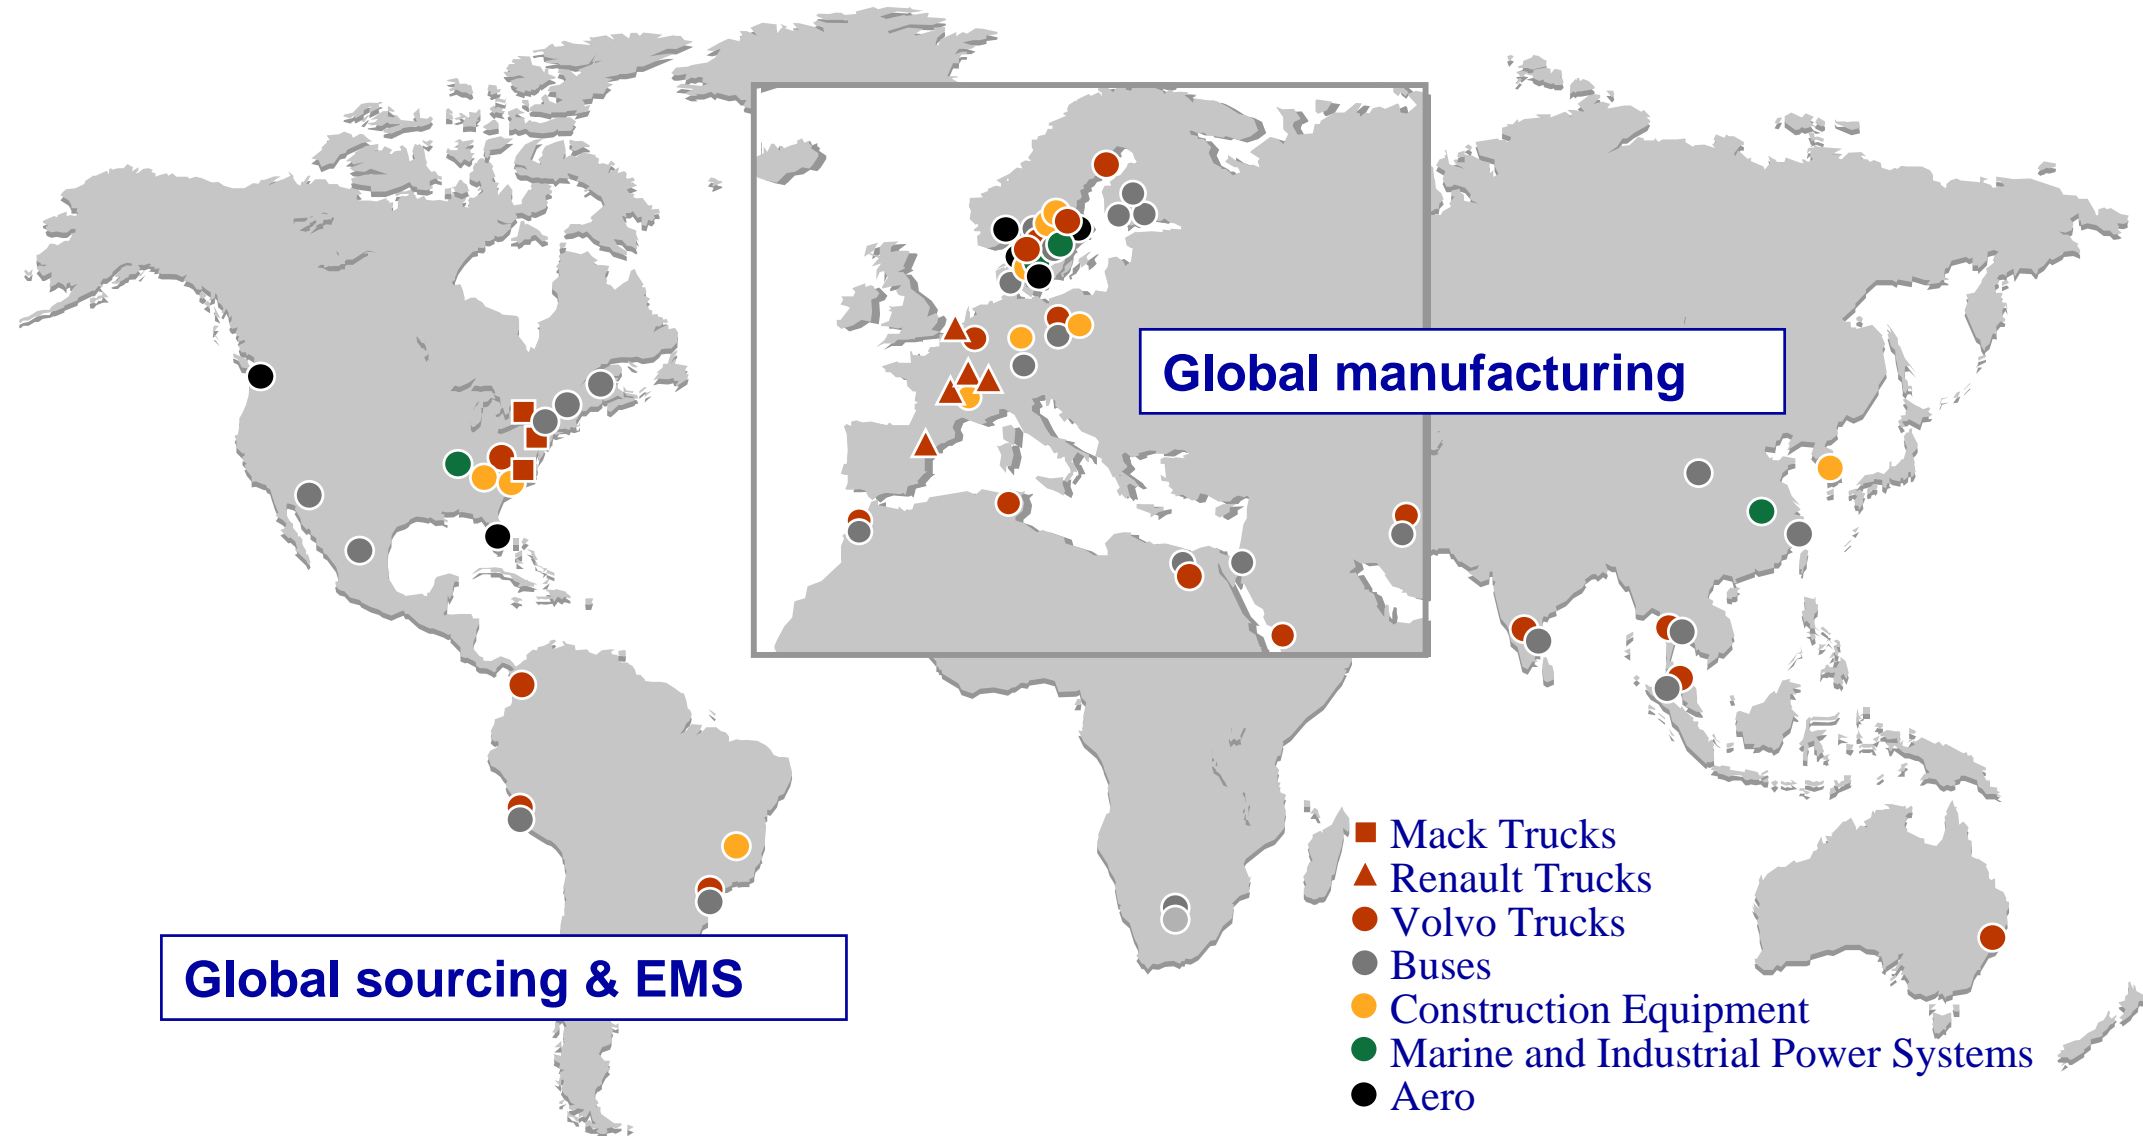 Global manufacturing
Mack Trucks
Renault Trucks
Volvo Trucks
Buses
Construction Equipment
Marine and Industrial Power Systems
Aero
Global sourcing & EMS